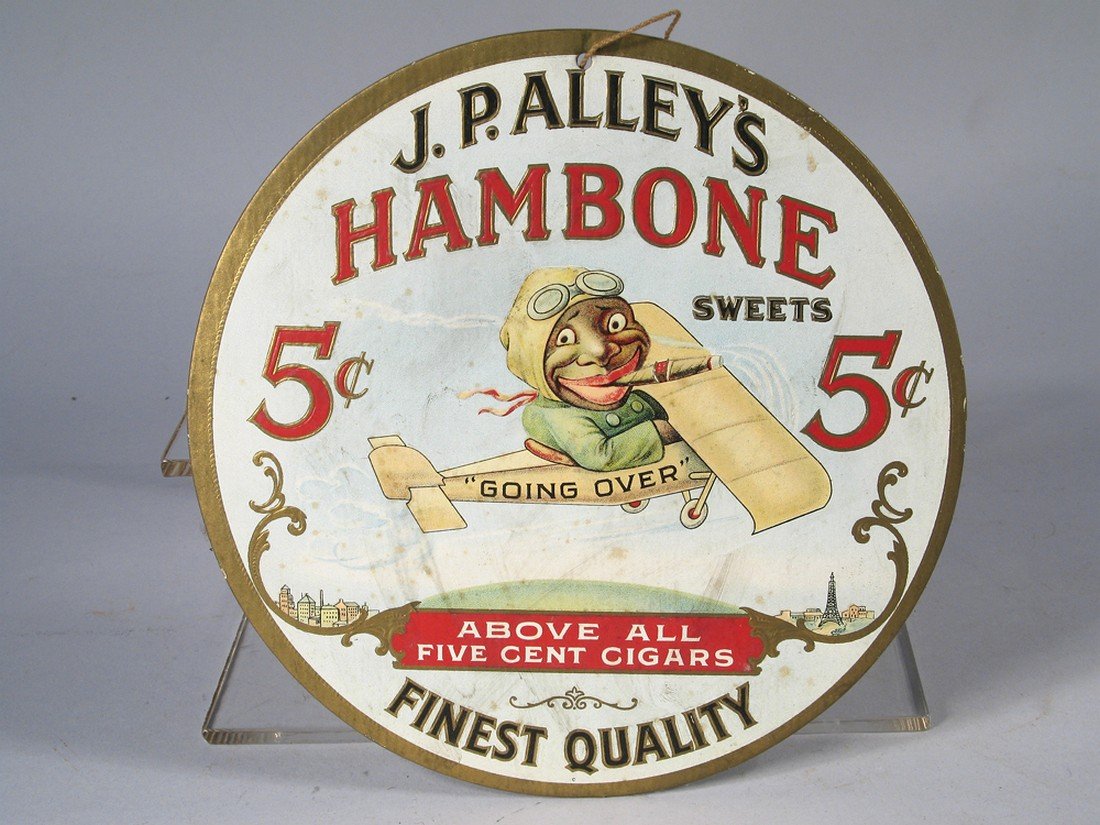 J. P. ALLEY'S
HAMBONE
SWEETS
5¢ 5¢
"GOING OVER"
ABOVE ALL
FIVE CENT CIGARS
FINEST QUALITY